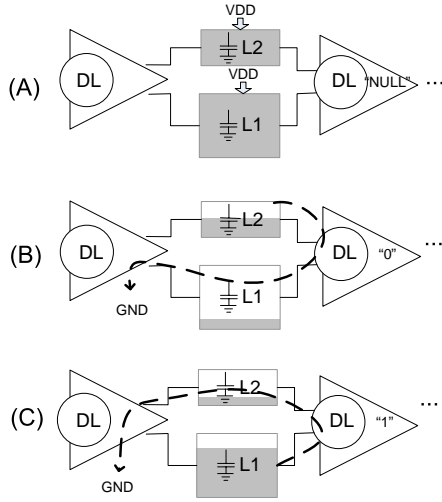 VDD
L2
VDD
(A)
DL
DL
"NULL"
...
L1
(B)
DL
L2
DL
"0"
...
L1
GND
(C)
DL
L2
DL
"1"
...
L1
GND